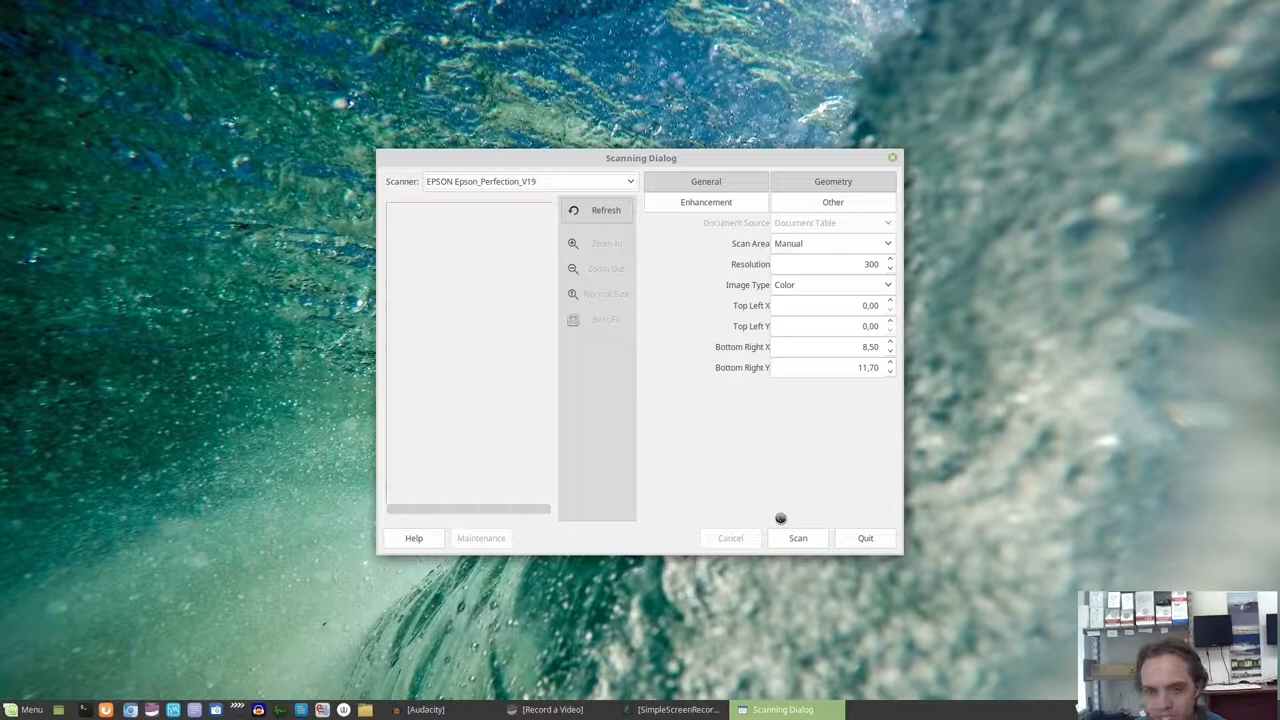 Scanning Dialog
Scanner: EPSON Epson_Perfection_V19
General Geometry
Refresh
Enhancement Other
Document Source Document Table
Zoom In
Scan Area Manual
Zoom Out
Resolution 300
Normal Size
Image Type Color
Best Fit
Top Left X 0,00
Top Left Y 0,00
Bottom Right X 8,50
Bottom Right Y 11,70
Help Maintenance Cancel Scan Quit
Menu [Audacity] [Record a Video] [SimpleScreenRecor... Scanning Dialog